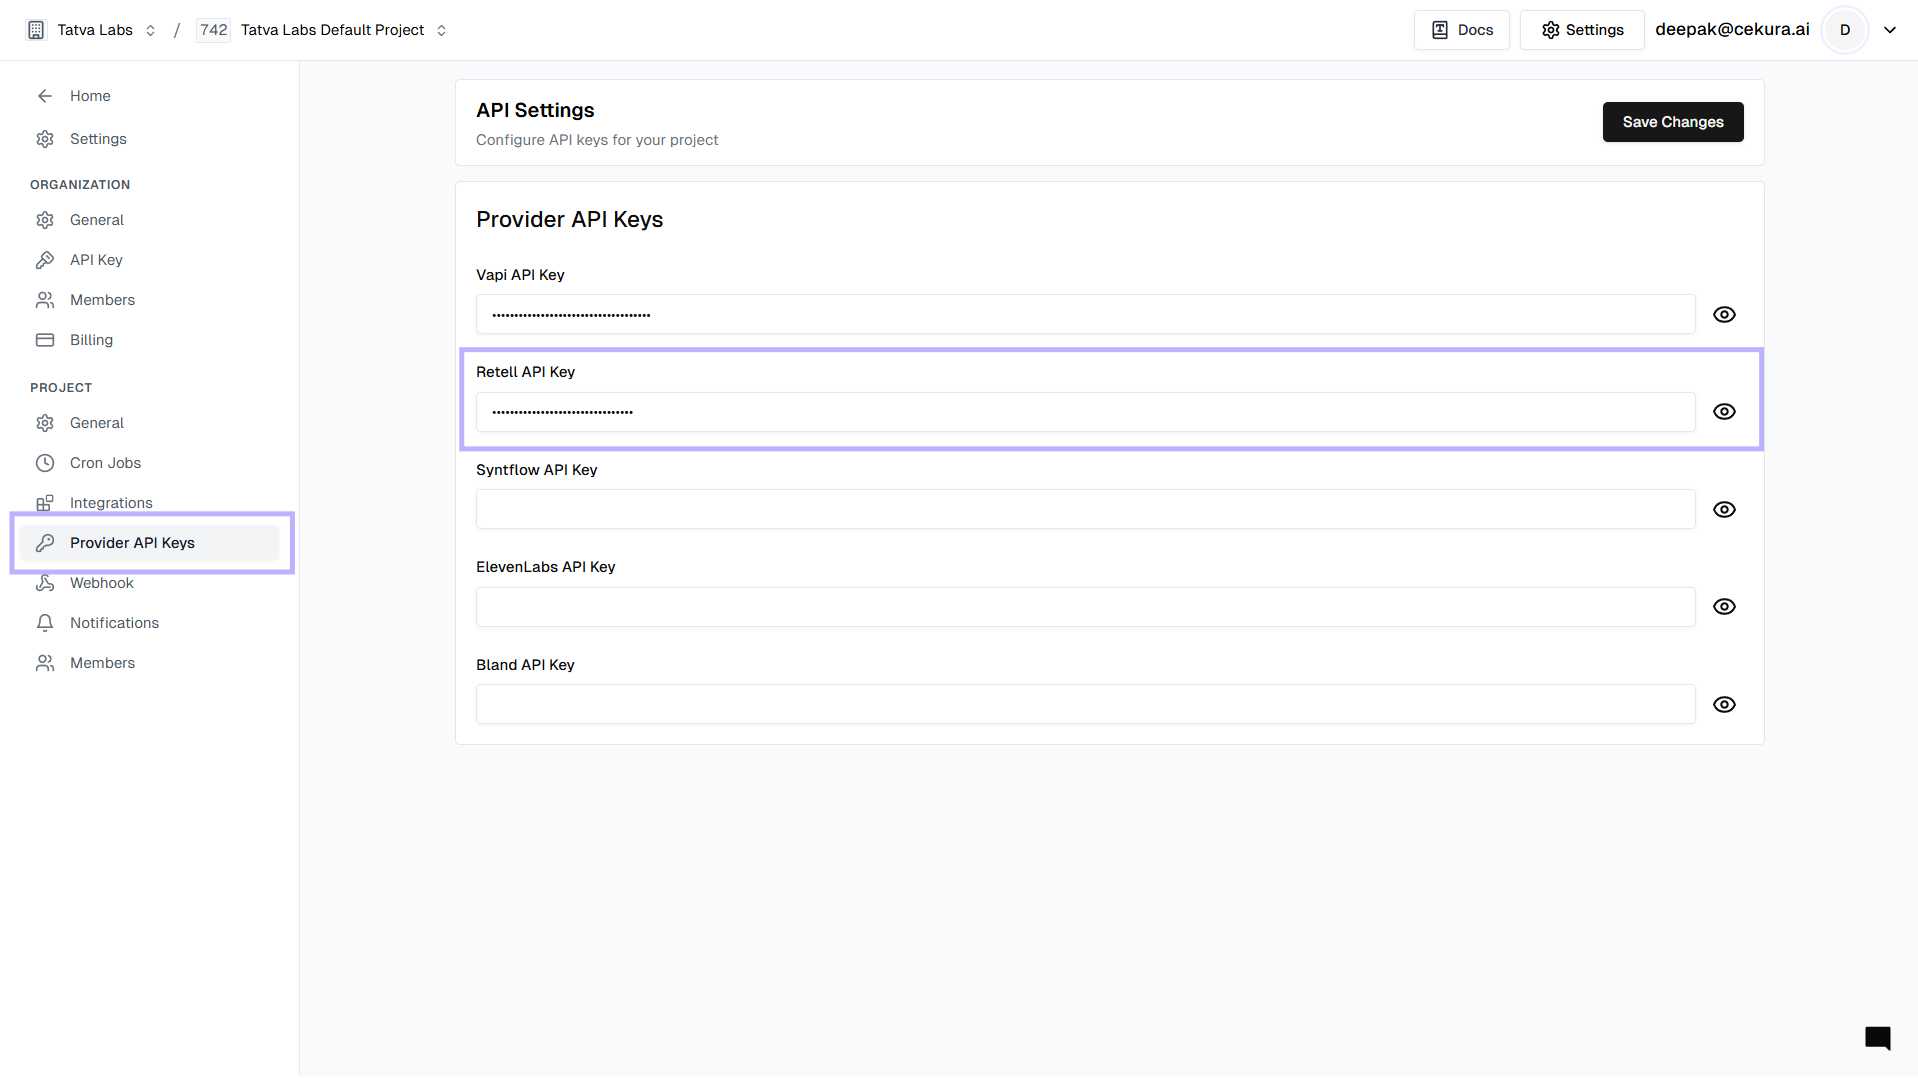 Tatva Labs / 742 Tatva Labs Default Project
Docs
Settings
deepak@cekura.ai
D
Home
Settings
ORGANIZATION
General
API Key
Members
Billing
PROJECT
General
Cron Jobs
Integrations
Provider API Keys
Webhook
Notifications
Members
API Settings
Configure API keys for your project
Save Changes
Provider API Keys
Vapi API Key
Retell API Key
Syntflow API Key
ElevenLabs API Key
Bland API Key